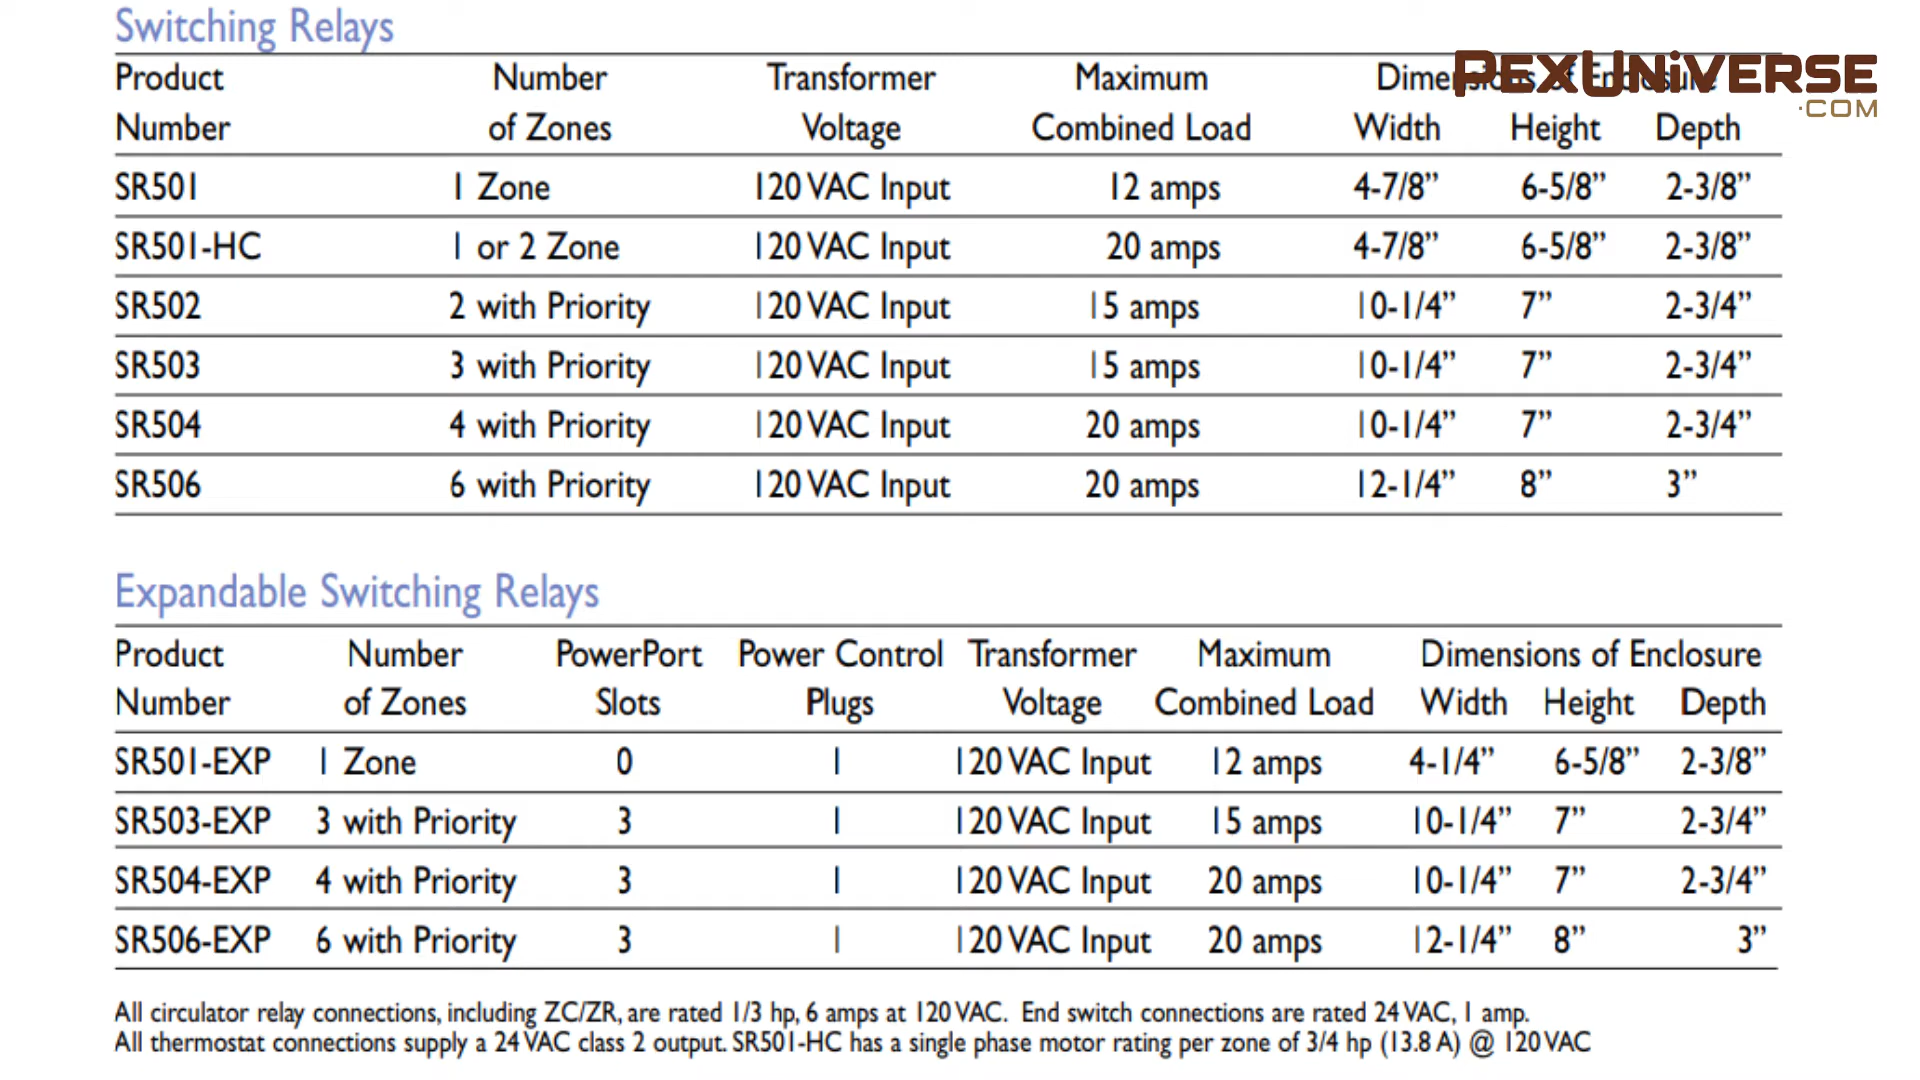 Switching Relays
PEXUNIVERSE
.COM
Product Number Transformer Maximum Dimensions of Enclosure
Number of Zones Voltage Combined Load Width Height Depth
SR501 1 Zone 120 VAC Input 12 amps 4-7/8” 6-5/8” 2-3/8”
SR501-HC 1 or 2 Zone 120 VAC Input 20 amps 4-7/8” 6-5/8” 2-3/8”
SR502 2 with Priority 120 VAC Input 15 amps 10-1/4” 7” 2-3/4”
SR503 3 with Priority 120 VAC Input 15 amps 10-1/4” 7” 2-3/4”
SR504 4 with Priority 120 VAC Input 20 amps 10-1/4” 7” 2-3/4”
SR506 6 with Priority 120 VAC Input 20 amps 12-1/4” 8” 3”
Expandable Switching Relays
Product Number PowerPort Power Control Transformer Maximum Dimensions of Enclosure
Number of Zones Slots Plugs Voltage Combined Load Width Height Depth
SR501-EXP 1 Zone 0 1 120 VAC Input 12 amps 4-1/4” 6-5/8” 2-3/8”
SR503-EXP 3 with Priority 3 1 120 VAC Input 15 amps 10-1/4” 7” 2-3/4”
SR504-EXP 4 with Priority 3 1 120 VAC Input 20 amps 10-1/4” 7” 2-3/4”
SR506-EXP 6 with Priority 3 1 120 VAC Input 20 amps 12-1/4” 8” 3”
All circulator relay connections, including ZC/ZR, are rated 1/3 hp, 6 amps at 120 VAC. End switch connections are rated 24 VAC, 1 amp.
All thermostat connections supply a 24 VAC class 2 output. SR501-HC has a single phase motor rating per zone of 3/4 hp (13.8 A) @ 120 VAC